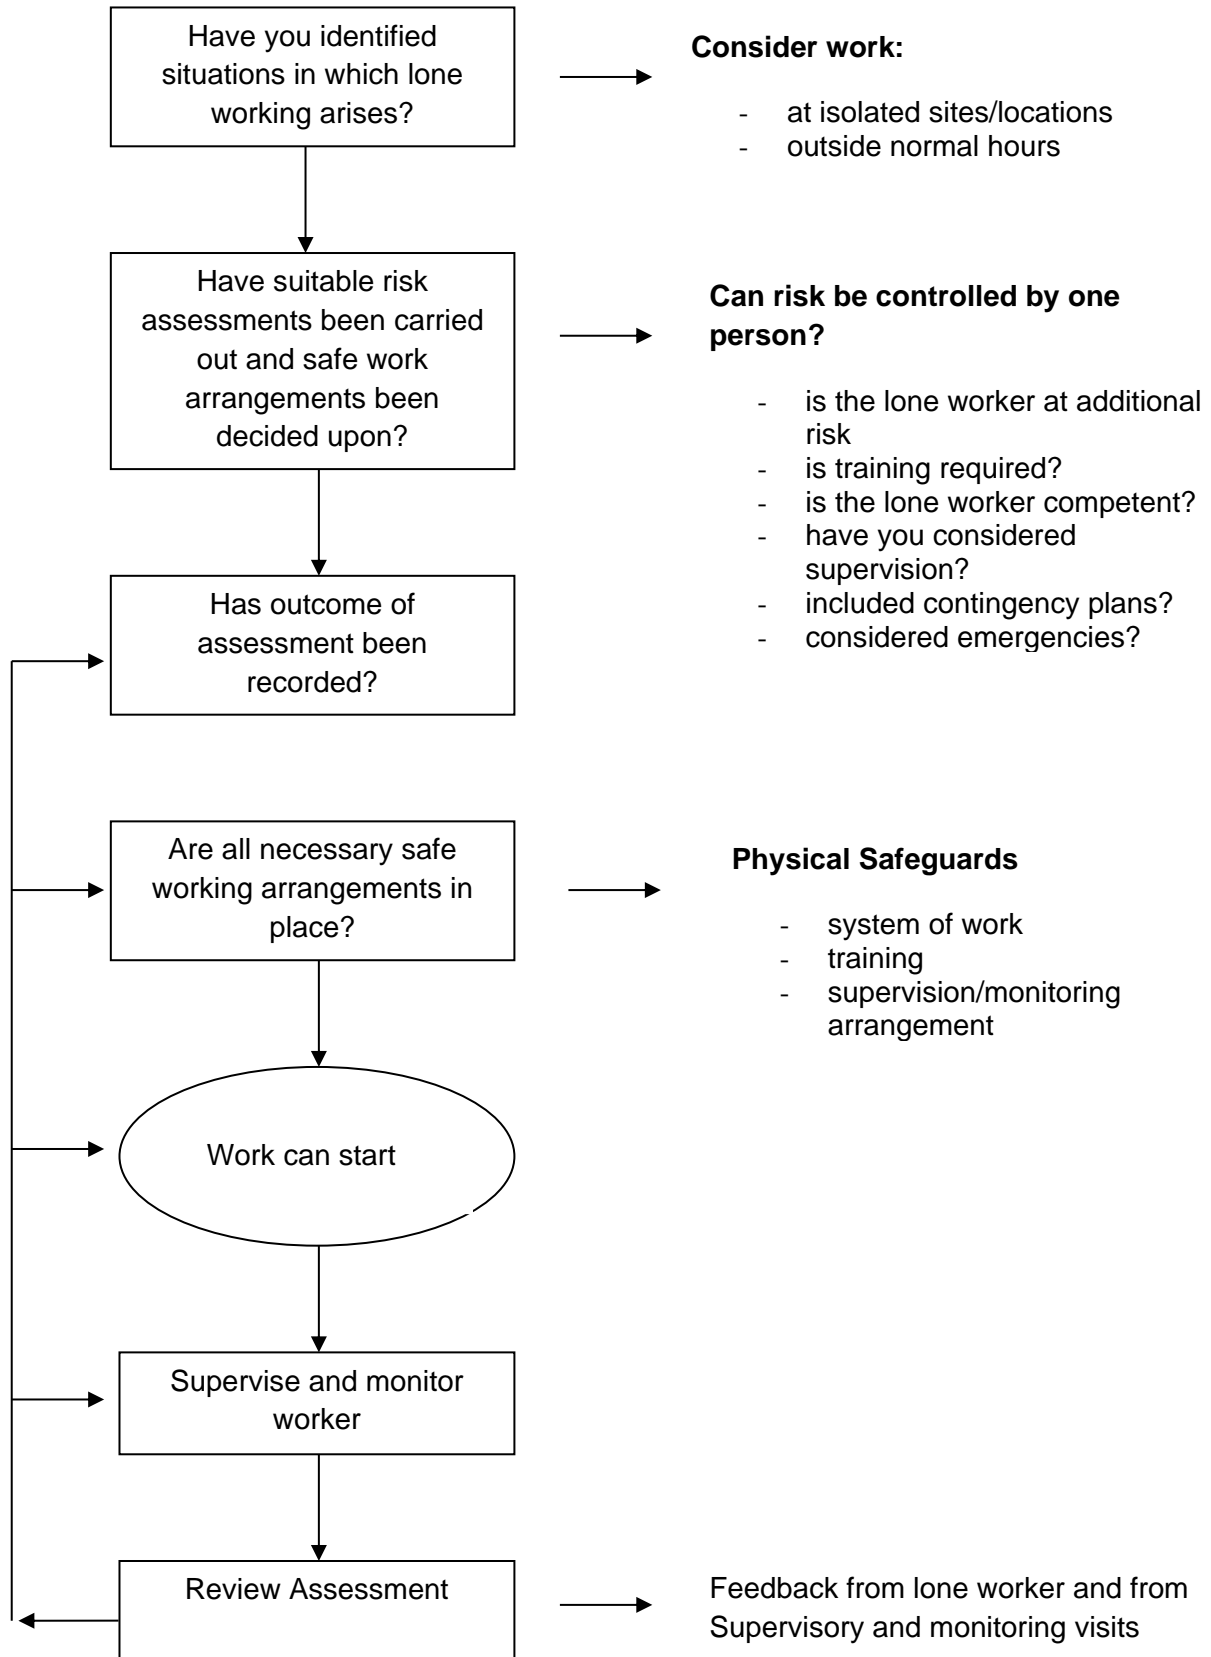 Have you identified
situations in which lone
working arises?
Consider work:
- at isolated sites/locations
- outside normal hours
Have suitable risk
assessments been carried
out and safe work
arrangements been
decided upon?
Can risk be controlled by one
person?
- is the lone worker at additional
risk
- is training required?
- is the lone worker competent?
- have you considered
supervision?
- included contingency plans?
- considered emergencies?
Has outcome of
assessment been
recorded?
Are all necessary safe
working arrangements in
place?
Physical Safeguards
- system of work
- training
- supervision/monitoring
arrangement
Work can start
Supervise and monitor
worker
Review Assessment
Feedback from lone worker and from
Supervisory and monitoring visits